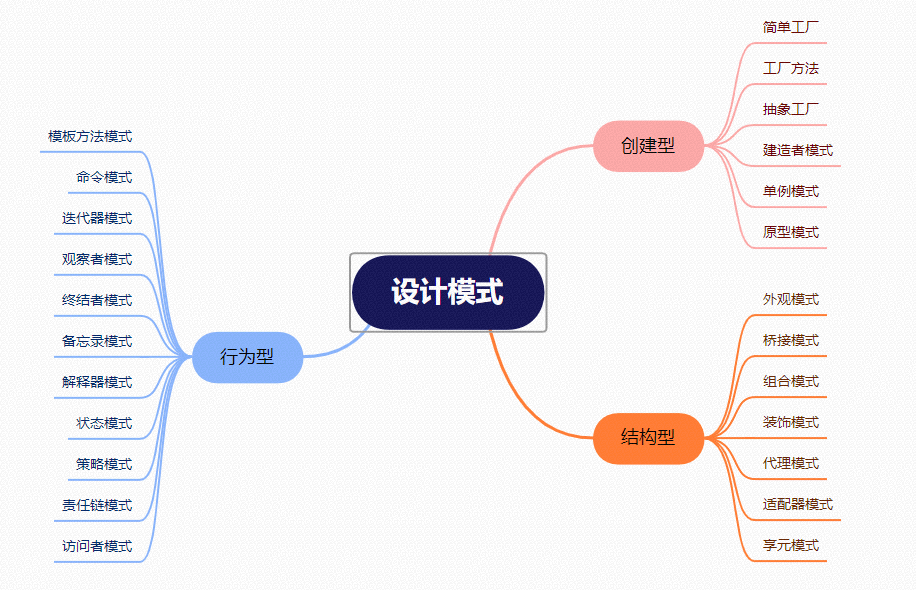 设计模式
创建型
简单工厂
工厂方法
抽象工厂
建造者模式
单例模式
原型模式
结构型
外观模式
桥接模式
组合模式
装饰模式
代理模式
适配器模式
享元模式
行为型
模板方法模式
命令模式
迭代器模式
观察者模式
终结者模式
备忘录模式
解释器模式
状态模式
策略模式
责任链模式
访问者模式